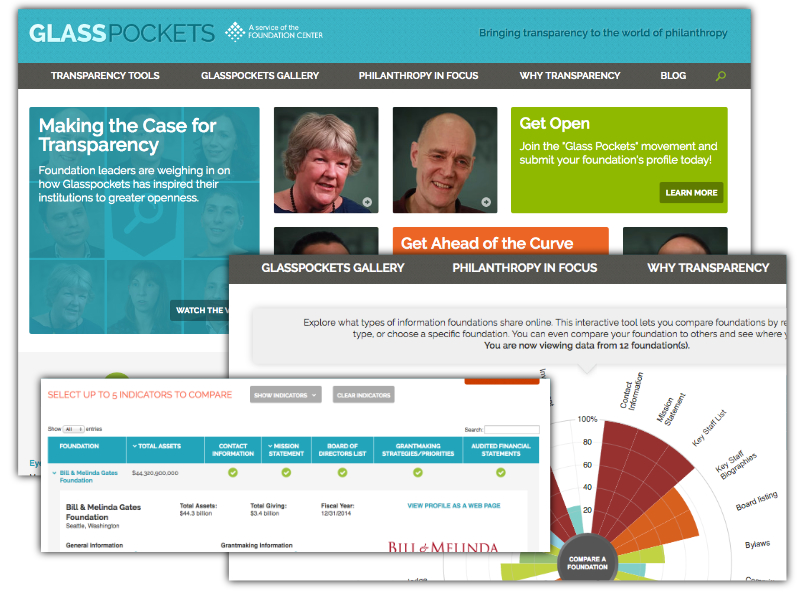 GLASSPOCKETS
A service of the
FOUNDATION CENTER
Bringing transparency to the world of philanthropy
TRANSPARENCY TOOLS
GLASSPOCKETS GALLERY
PHILANTHROPY IN FOCUS
WHY TRANSPARENCY
BLOG
Making the Case for
Transparency
Foundation leaders are weighing in on
how Glasspockets has inspired their
institutions to greater openness.
WATCH THE
Get Open
Join the "Glass Pockets" movement and
submit your foundation's profile today!
LEARN MORE
Get Ahead of the Curve
GLASSPOCKETS GALLERY
PHILANTHROPY IN FOCUS
WHY TRANSPARENCY
Explore what types of information foundations share online. This interactive tool lets you compare foundations by
type, or choose a specific foundation. You can even compare your foundation to others and see where
You are now viewing data from 12 foundation(s).
100%
80
60
40
20
Contact
Information
Mission
Statement
Key Staff List
Key Staff
Biographies
Board listing
Bylaws
COMPARE A
FOUNDATION
SELECT UP TO 5 INDICATORS TO COMPARE
SHOW INDICATORS
CLEAR INDICATORS
Show All entries
Search:
FOUNDATION
TOTAL ASSETS
CONTACT
INFORMATION
MISSION
STATEMENT
BOARD OF
DIRECTORS LIST
GRANTMAKING
STRATEGIES/PRIORITIES
AUDITED FINANCIAL
STATEMENTS
Bill & Melinda Gates
Foundation
$44,320,900,000
Bill & Melinda Gates
Foundation
Seattle, Washington
Total Assets:
$44.3 billion
Total Giving:
$3.4 billion
Fiscal Year:
12/31/2014
VIEW PROFILE AS A WEB PAGE
General Information
Grantmaking Information
BILL & MELINDA